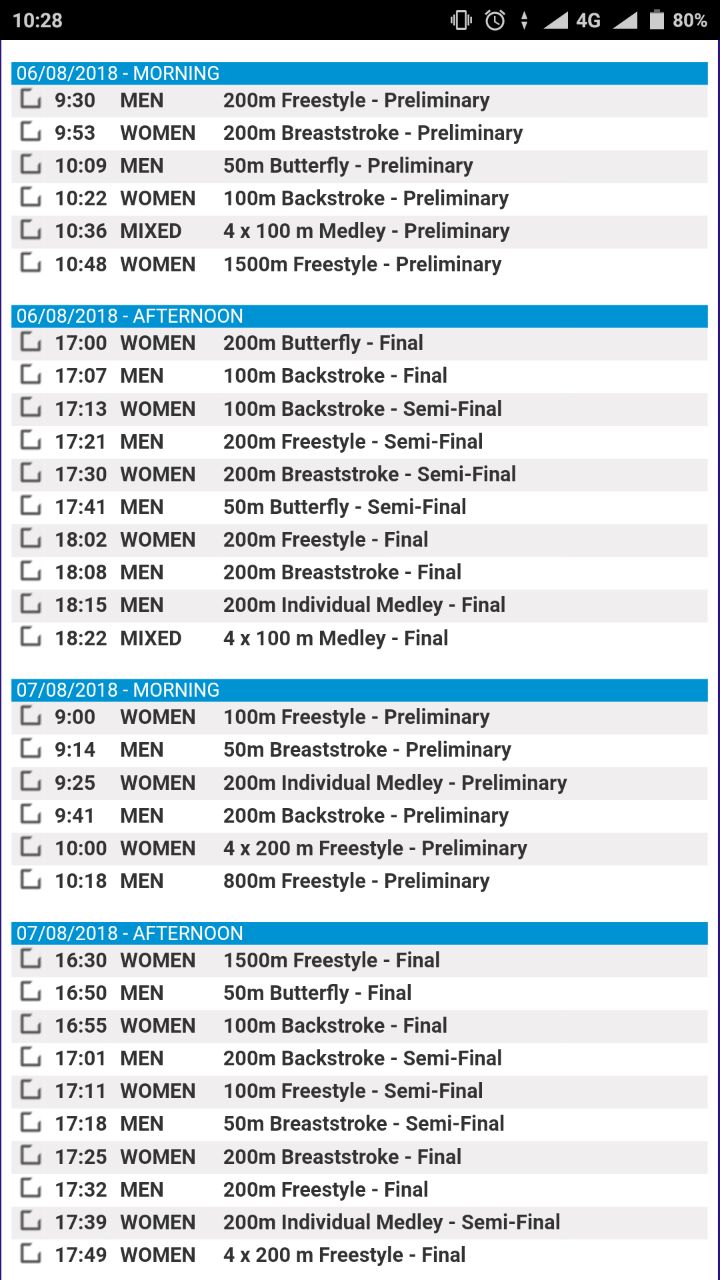 10:28 4G 80%
06/08/2018 - MORNING
9:30 MEN 200m Freestyle - Preliminary
9:53 WOMEN 200m Breaststroke - Preliminary
10:09 MEN 50m Butterfly - Preliminary
10:22 WOMEN 100m Backstroke - Preliminary
10:36 MIXED 4 x 100 m Medley - Preliminary
10:48 WOMEN 1500m Freestyle - Preliminary
06/08/2018 - AFTERNOON
17:00 WOMEN 200m Butterfly - Final
17:07 MEN 100m Backstroke - Final
17:13 WOMEN 100m Backstroke - Semi-Final
17:21 MEN 200m Freestyle - Semi-Final
17:30 WOMEN 200m Breaststroke - Semi-Final
17:41 MEN 50m Butterfly - Semi-Final
18:02 WOMEN 200m Freestyle - Final
18:08 MEN 200m Breaststroke - Final
18:15 MEN 200m Individual Medley - Final
18:22 MIXED 4 x 100 m Medley - Final
07/08/2018 - MORNING
9:00 WOMEN 100m Freestyle - Preliminary
9:14 MEN 50m Breaststroke - Preliminary
9:25 WOMEN 200m Individual Medley - Preliminary
9:41 MEN 200m Backstroke - Preliminary
10:00 WOMEN 4 x 200 m Freestyle - Preliminary
10:18 MEN 800m Freestyle - Preliminary
07/08/2018 - AFTERNOON
16:30 WOMEN 1500m Freestyle - Final
16:50 MEN 50m Butterfly - Final
16:55 WOMEN 100m Backstroke - Final
17:01 MEN 200m Backstroke - Semi-Final
17:11 WOMEN 100m Freestyle - Semi-Final
17:18 MEN 50m Breaststroke - Semi-Final
17:25 WOMEN 200m Breaststroke - Final
17:32 MEN 200m Freestyle - Final
17:39 WOMEN 200m Individual Medley - Semi-Final
17:49 WOMEN 4 x 200 m Freestyle - Final